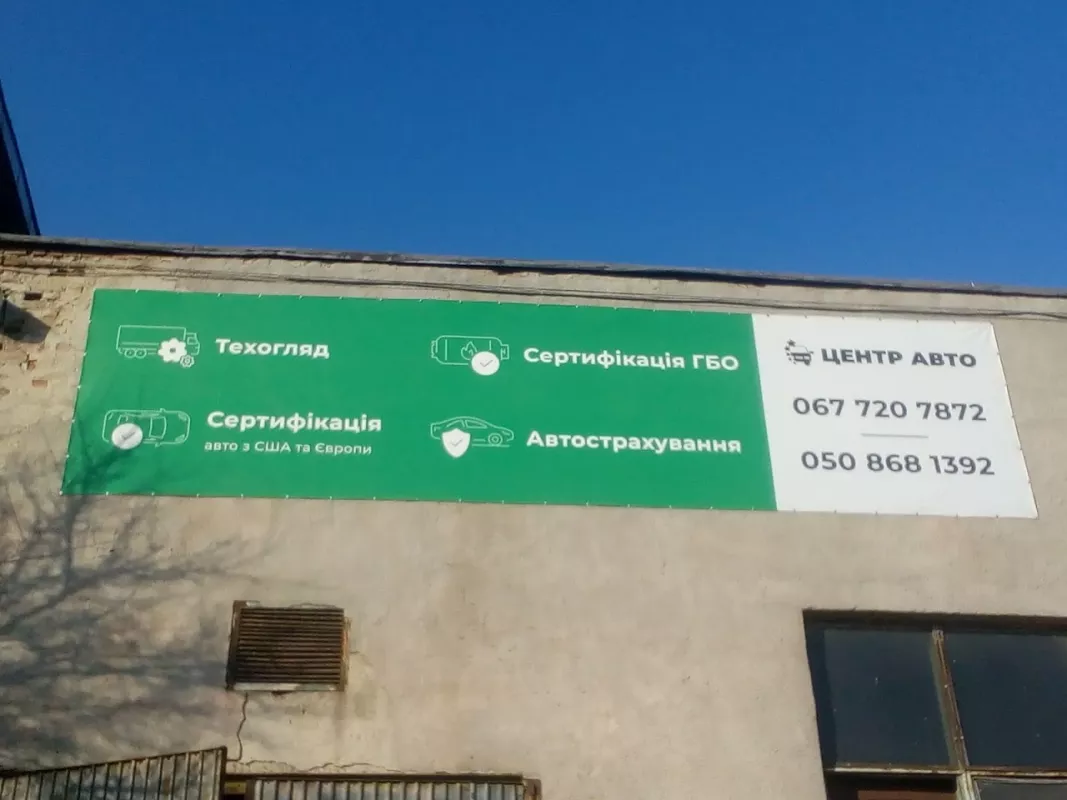 Техогляд
Сертифікація
авто з США та Європи
Сертифікація ГБО
Автострахування
ЦЕНТР АВТО
067 720 7872
050 868 1392